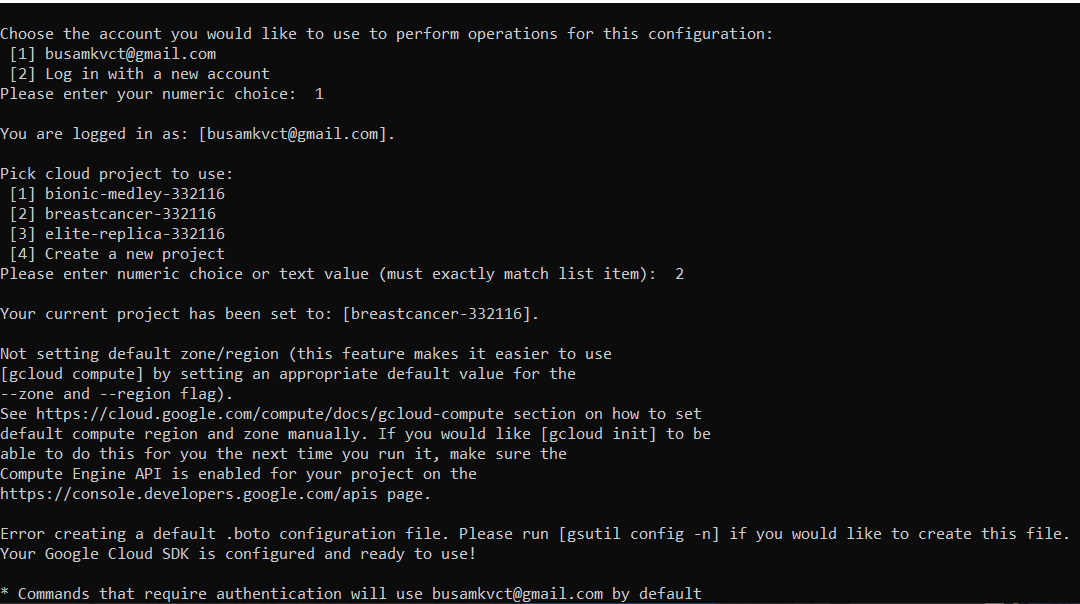 Choose the account you would like to use to perform operations for this configuration:
[1] busamkvct@gmail.com
[2] Log in with a new account
Please enter your numeric choice:  1
You are logged in as: [busamkvct@gmail.com].
Pick cloud project to use:
[1] bionic-medley-332116
[2] breastcancer-332116
[3] elite-replica-332116
[4] Create a new project
Please enter numeric choice or text value (must exactly match list item):  2
Your current project has been set to: [breastcancer-332116].
Not setting default zone/region (this feature makes it easier to use
[gcloud compute] by setting an appropriate default value for the
--zone and --region flag).
See https://cloud.google.com/compute/docs/gcloud-compute section on how to set
default compute region and zone manually. If you would like [gcloud init] to be
able to do this for you the next time you run it, make sure the
Compute Engine API is enabled for your project on the
https://console.developers.google.com/apis page.
Error creating a default .boto configuration file. Please run [gsutil config -n] if you would like to create this file.
Your Google Cloud SDK is configured and ready to use!
* Commands that require authentication will use busamkvct@gmail.com by default